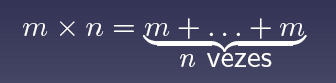 m × n = m + … + m
n vezes